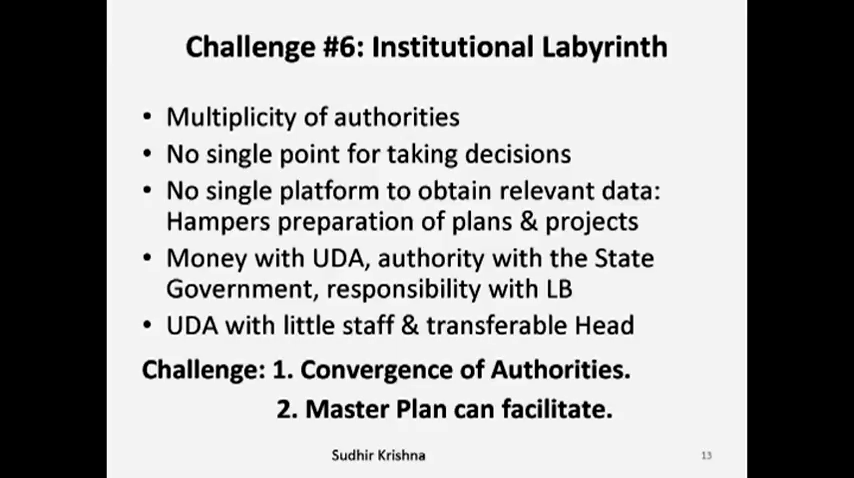 Challenge #6: Institutional Labyrinth
• Multiplicity of authorities
• No single point for taking decisions
• No single platform to obtain relevant data:
Hampers preparation of plans & projects
• Money with UDA, authority with the State
Government, responsibility with LB
• UDA with little staff & transferable Head
Challenge: 1. Convergence of Authorities.
2. Master Plan can facilitate.
Sudhir Krishna 13